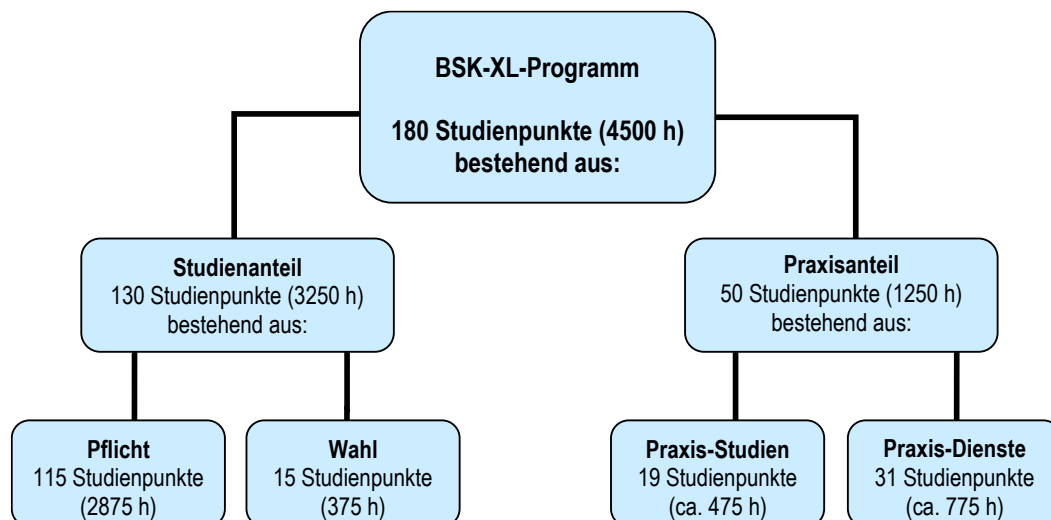 BSK-XL-Programm
180 Studienpunkte (4500 h)
bestehend aus:
Studienanteil
130 Studienpunkte (3250 h)
bestehend aus:
Praxisanteil
50 Studienpunkte (1250 h)
bestehend aus:
Pflicht
115 Studienpunkte
(2875 h)
Wahl
15 Studienpunkte
(375 h)
Praxis-Studien
19 Studienpunkte
(ca. 475 h)
Praxis-Dienste
31 Studienpunkte
(ca. 775 h)